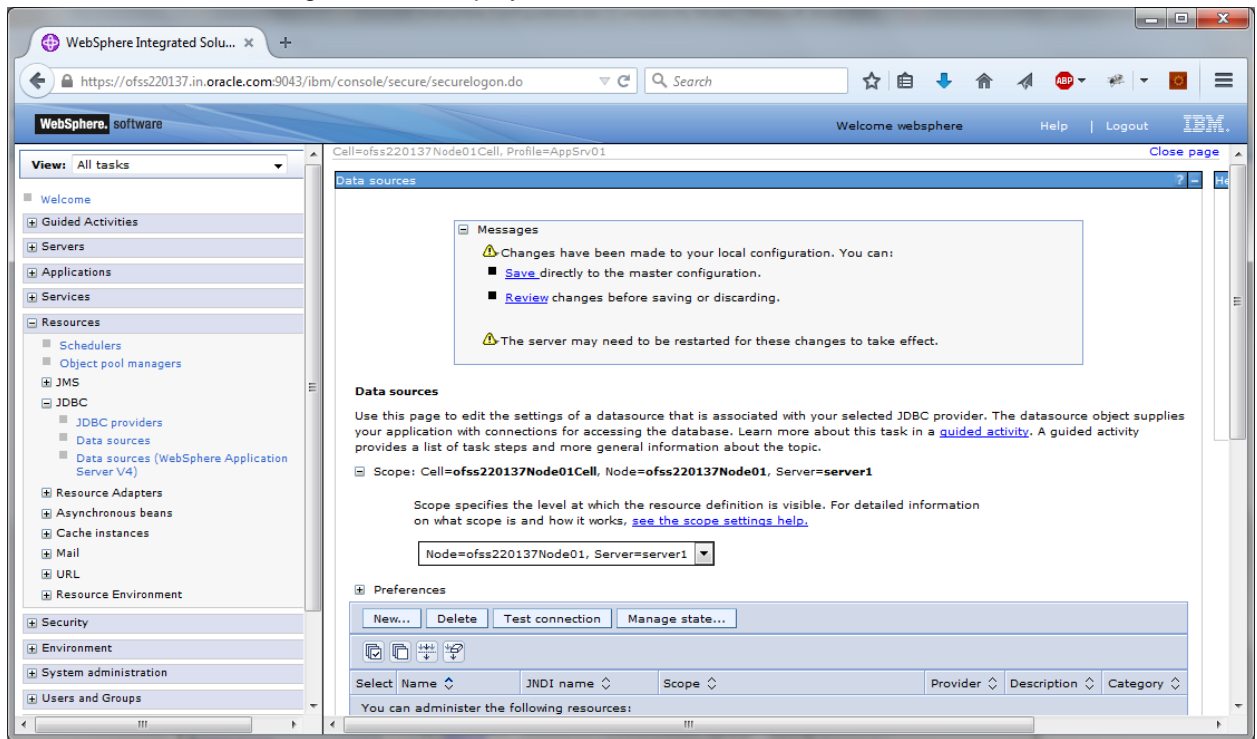 WebSphere Integrated Solu...
https://ofss220137.in.oracle.com:9043/ibm/console/secure/securelogon.do
Search
ABP
WebSphere. software
Welcome websphere
Help | Logout
IBM.
View: All tasks
Welcome
Guided Activities
Servers
Applications
Services
Resources
Schedulers
Object pool managers
JMS
JDBC
JDBC providers
Data sources
Data sources (WebSphere Application
Server V4)
Resource Adapters
Asynchronous beans
Cache instances
Mail
URL
Resource Environment
Security
Environment
System administration
Users and Groups
Cell=ofss220137Node01Cell, Profile=AppSrv01
Close page
Data sources
? -
He
Messages
Changes have been made to your local configuration. You can:
Save directly to the master configuration.
Review changes before saving or discarding.
The server may need to be restarted for these changes to take effect.
Data sources
Use this page to edit the settings of a datasource that is associated with your selected JDBC provider. The datasource object supplies
your application with connections for accessing the database. Learn more about this task in a guided activity. A guided activity
provides a list of task steps and more general information about the topic.
Scope: Cell=ofss220137Node01Cell, Node=ofss220137Node01, Server=server1
Scope specifies the level at which the resource definition is visible. For detailed information
on what scope is and how it works, see the scope settings help.
Node=ofss220137Node01, Server=server1
Preferences
New... Delete Test connection Manage state...
Select Name JNDI name Scope Provider Description Category
You can administer the following resources: